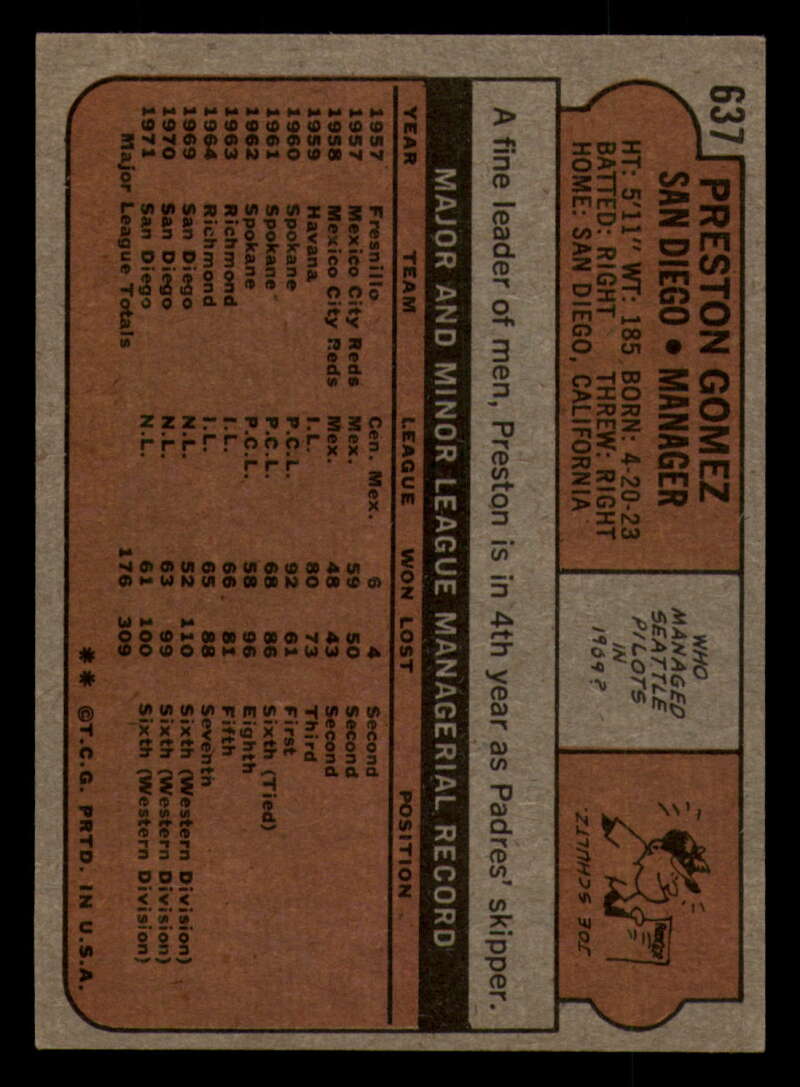 637
PRESTON GOMEZ
SAN DIEGO • MANAGER
HT: 5'11" WT: 185 BORN: 4-20-23
BATTED: RIGHT THREW: RIGHT
HOME: SAN DIEGO, CALIFORNIA
WHO
MANAGED
SEATTLE
PILOTS
IN
1969?
JOE SCHULTZ.
A fine leader of men, Preston is in 4th year as Padres' skipper.
MAJOR AND MINOR LEAGUE MANAGERIAL RECORD
YEAR TEAM LEAGUE WON LOST POSITION
1957 Fresnillo Cen. Mex. 6 4 Second
1957 Mexico City Reds Mex. 59 50 Second
1958 Mexico City Reds Mex. 48 43 Second
1959 Havana I.L. 80 73 Third
1960 Spokane P.C.L. 92 61 First
1961 Spokane P.C.L. 68 86 Sixth (Tied)
1962 Spokane P.C.L. 58 96 Eighth
1963 Richmond I.L. 66 81 Fifth
1964 Richmond I.L. 65 88 Seventh
1969 San Diego N.L. 52 110 Sixth (Western Division)
1970 San Diego N.L. 63 99 Sixth (Western Division)
1971 San Diego N.L. 61 100 Sixth (Western Division)
Major League Totals 176 309
** ©T.C.G. PRTD. IN U.S.A.